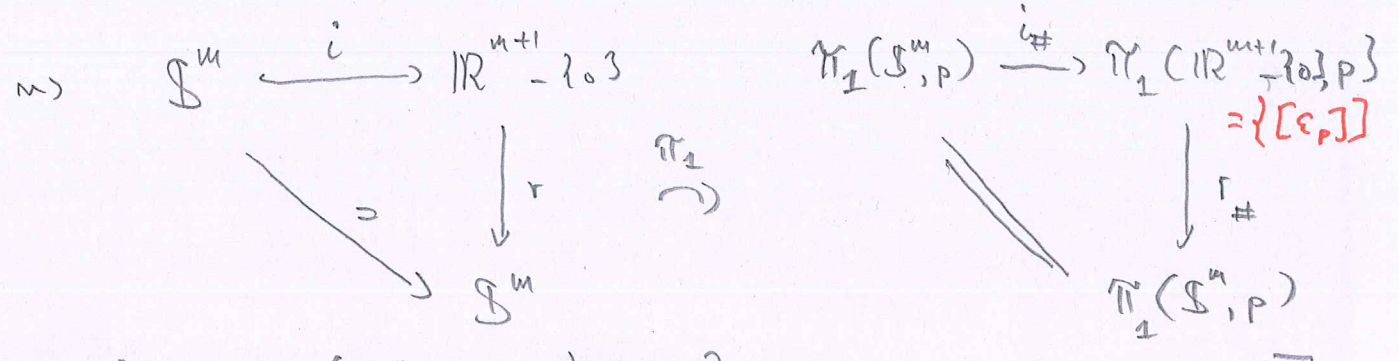 ~> 𝕊^n i ℝ^{n+1} - {0} π_1(𝕊^n, p) i_# π_1(ℝ^{n+1} - {0}, p)
= {[ε_p]}
= r π_1 r_#
𝕊^n π_1(𝕊^n, p)